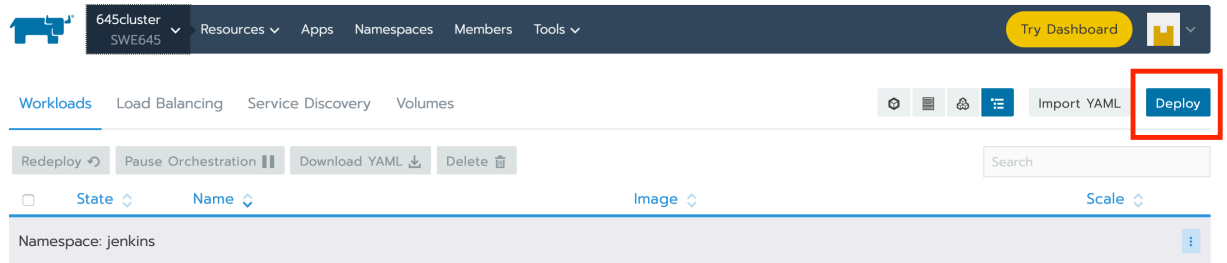 645cluster
SWE645
Resources Apps Namespaces Members Tools
Try Dashboard
Workloads Load Balancing Service Discovery Volumes
Import YAML Deploy
Redeploy Pause Orchestration Download YAML Delete
Search
State Name Image Scale
Namespace: jenkins